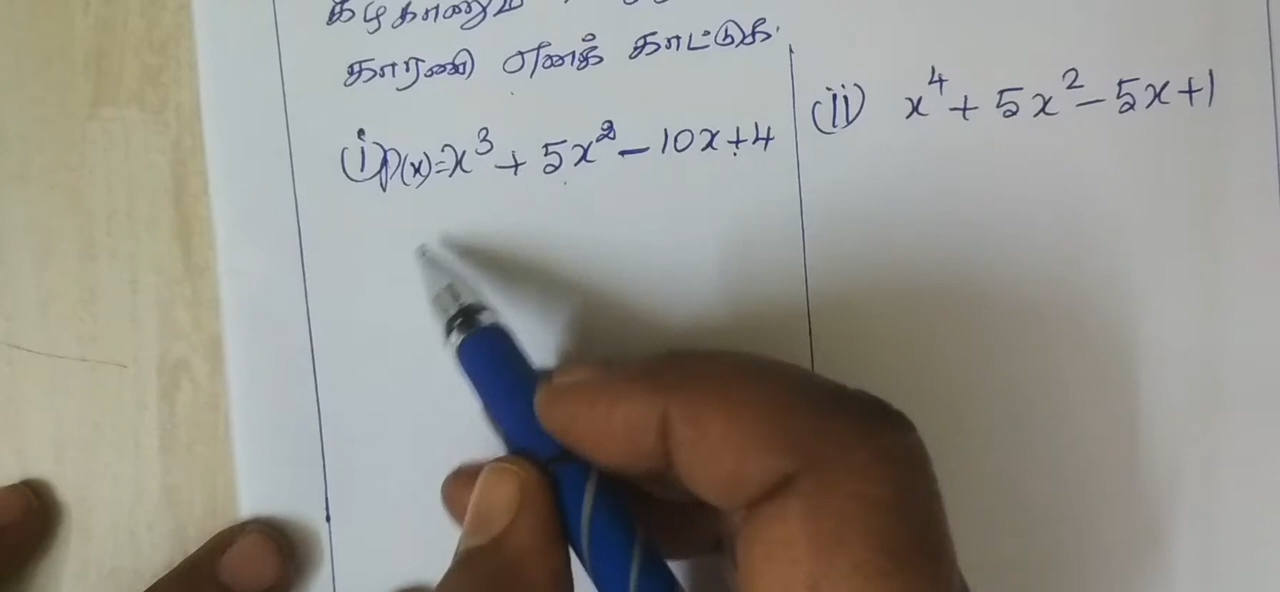 காரணி எனக் காட்டுக.
(i) p(x)=x³ + 5x² - 10x + 4
(ii) x⁴ + 5x² - 5x + 1